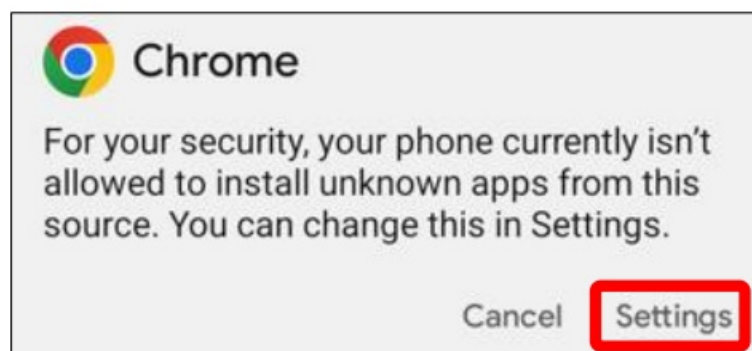 Chrome
For your security, your phone currently isn't
allowed to install unknown apps from this
source. You can change this in Settings.
Cancel Settings